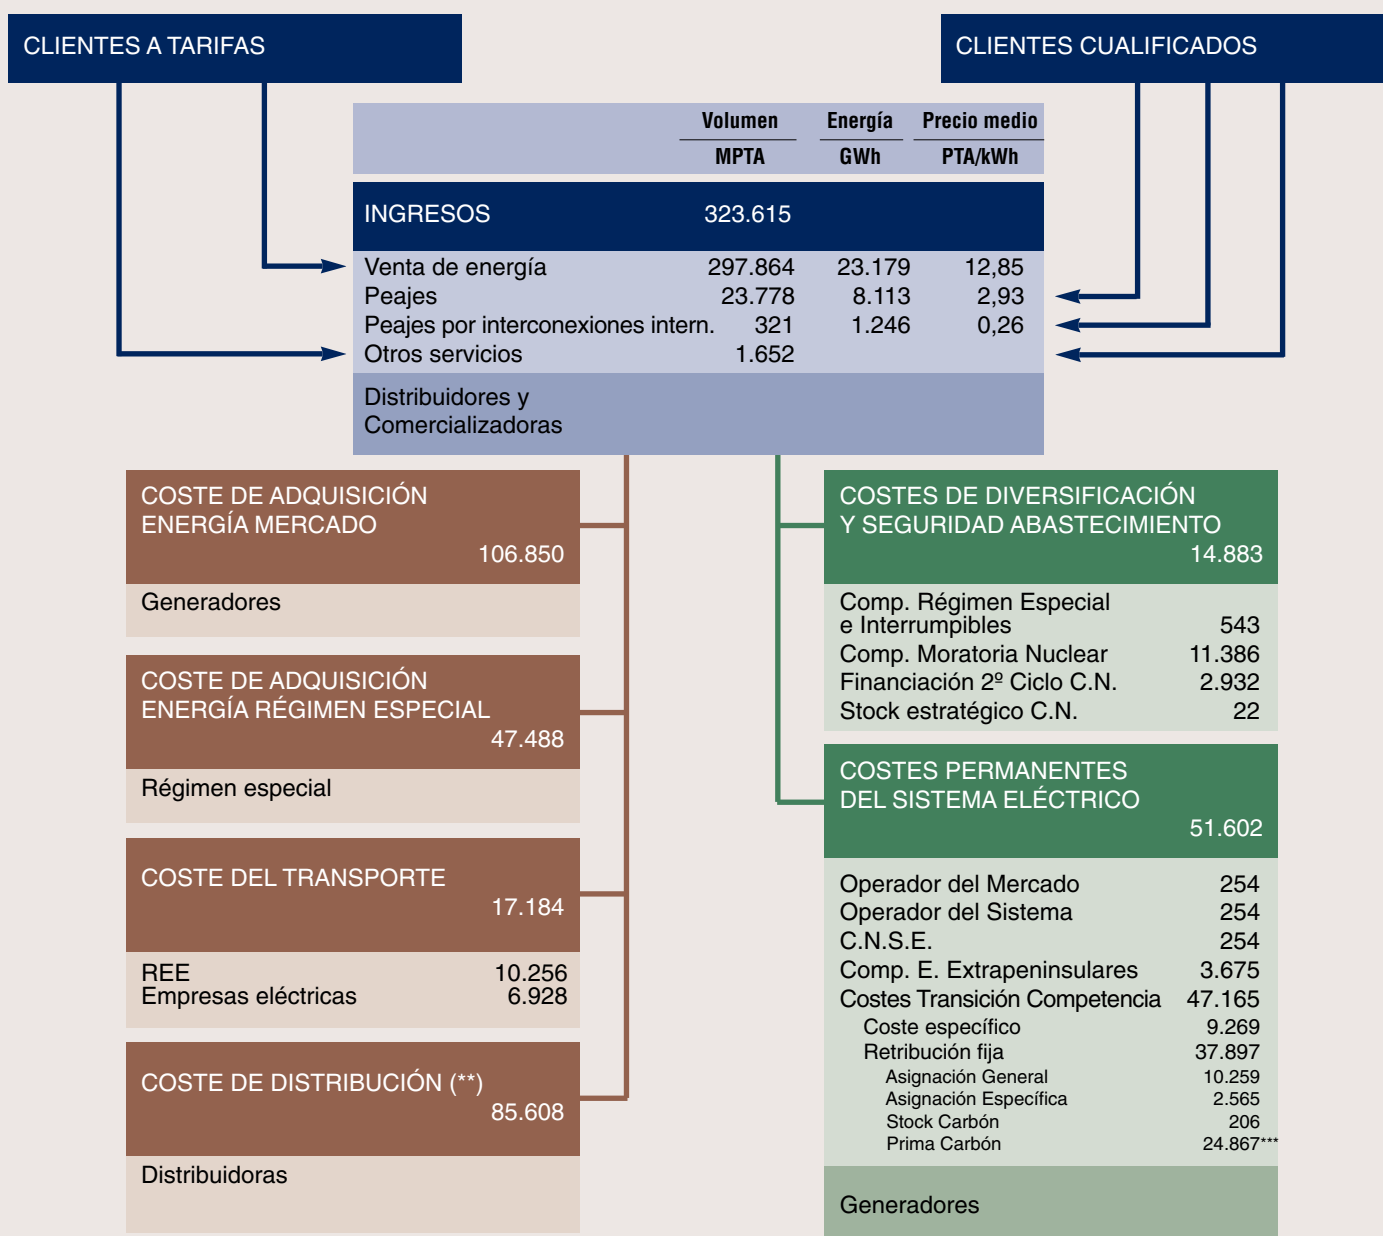 CLIENTES A TARIFAS
CLIENTES CUALIFICADOS
Volumen Energía Precio medio
MPTA GWh PTA/kWh
INGRESOS 323.615
Venta de energía 297.864 23.179 12,85
Peajes 23.778 8.113 2,93
Peajes por interconexiones intern. 321 1.246 0,26
Otros servicios 1.652
Distribuidores y
Comercializadoras
COSTE DE ADQUISICIÓN
ENERGÍA MERCADO
106.850
Generadores
COSTE DE ADQUISICIÓN
ENERGÍA RÉGIMEN ESPECIAL
47.488
Régimen especial
COSTE DEL TRANSPORTE
17.184
REE 10.256
Empresas eléctricas 6.928
COSTE DE DISTRIBUCIÓN (**)
85.608
Distribuidoras
COSTES DE DIVERSIFICACIÓN
Y SEGURIDAD ABASTECIMIENTO
14.883
Comp. Régimen Especial
e Interrumpibles 543
Comp. Moratoria Nuclear 11.386
Financiación 2º Ciclo C.N. 2.932
Stock estratégico C.N. 22
COSTES PERMANENTES
DEL SISTEMA ELÉCTRICO
51.602
Operador del Mercado 254
Operador del Sistema 254
C.N.S.E. 254
Comp. E. Extrapeninsulares 3.675
Costes Transición Competencia 47.165
Coste específico 9.269
Retribución fija 37.897
Asignación General 10.259
Asignación Específica 2.565
Stock Carbón 206
Prima Carbón 24.867***
Generadores